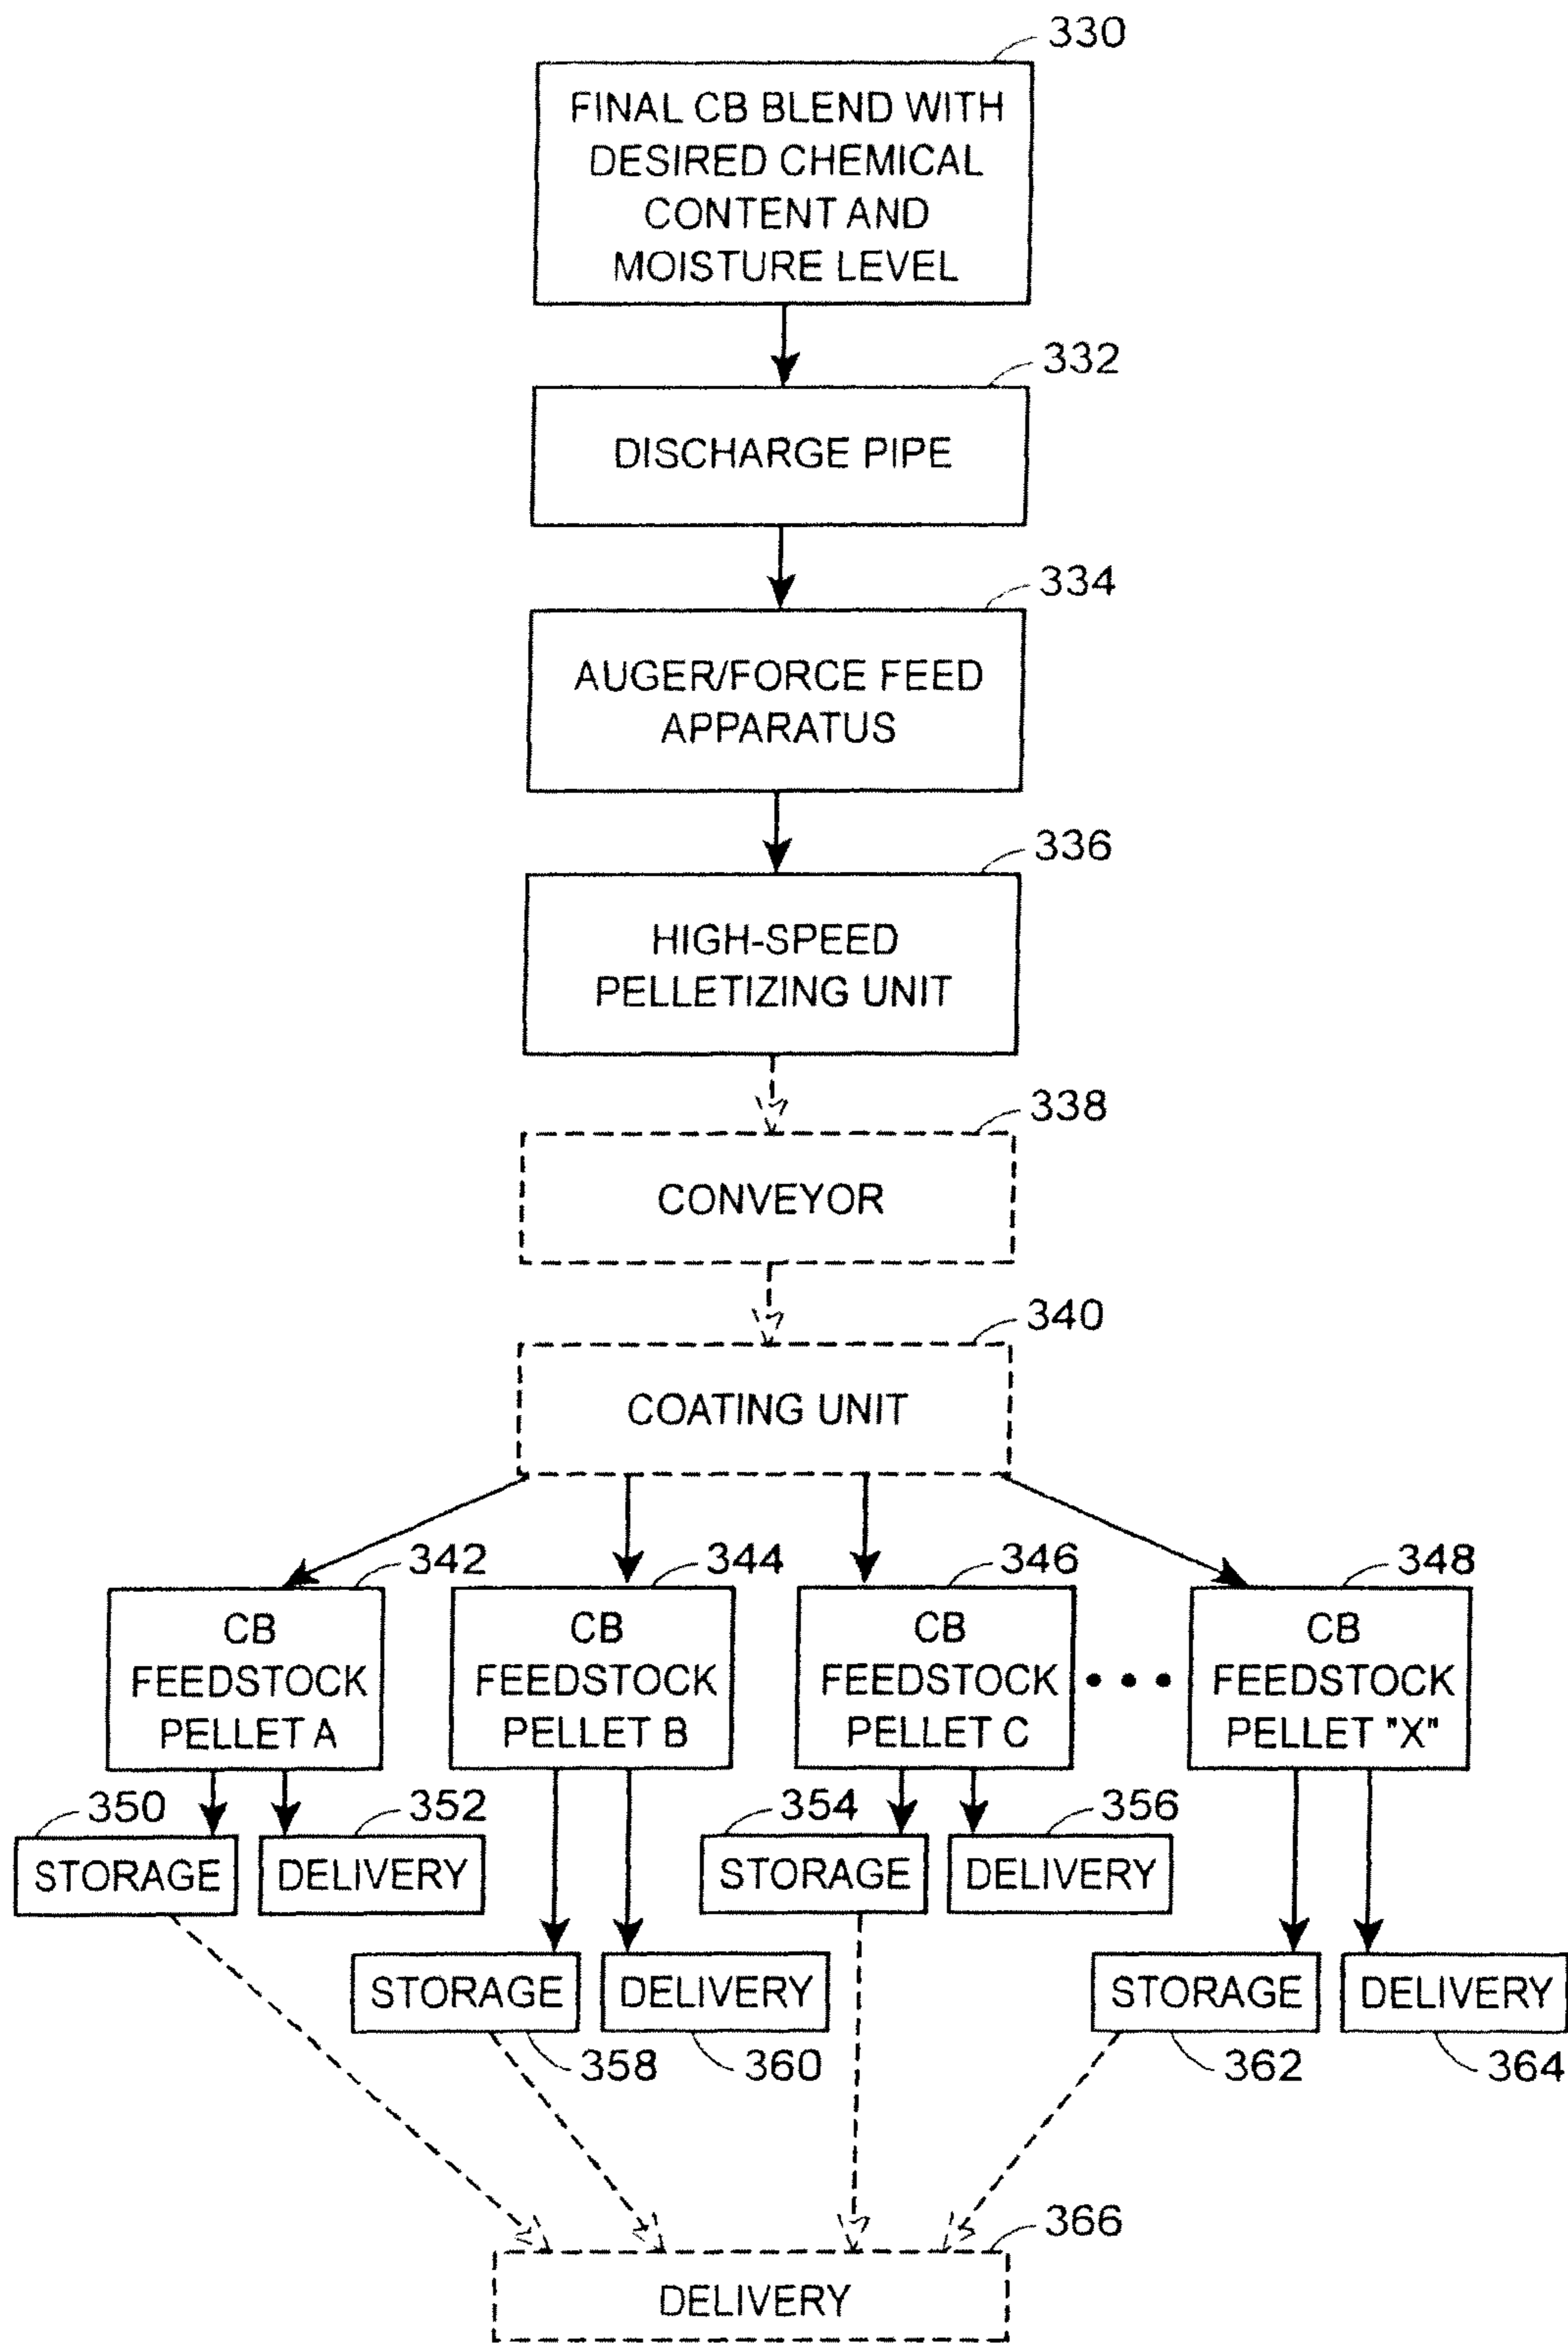 330
FINAL CB BLEND WITH
DESIRED CHEMICAL
CONTENT AND
MOISTURE LEVEL
332
DISCHARGE PIPE
334
AUGER/FORCE FEED
APPARATUS
336
HIGH-SPEED
PELLETIZING UNIT
338
CONVEYOR
340
COATING UNIT
342
CB
FEEDSTOCK
PELLET A
344
CB
FEEDSTOCK
PELLET B
346
CB
FEEDSTOCK
PELLET C
• • •
348
CB
FEEDSTOCK
PELLET "X"
350
STORAGE
352
DELIVERY
354
STORAGE
356
DELIVERY
STORAGE
358
DELIVERY
360
STORAGE
362
DELIVERY
364
366
DELIVERY